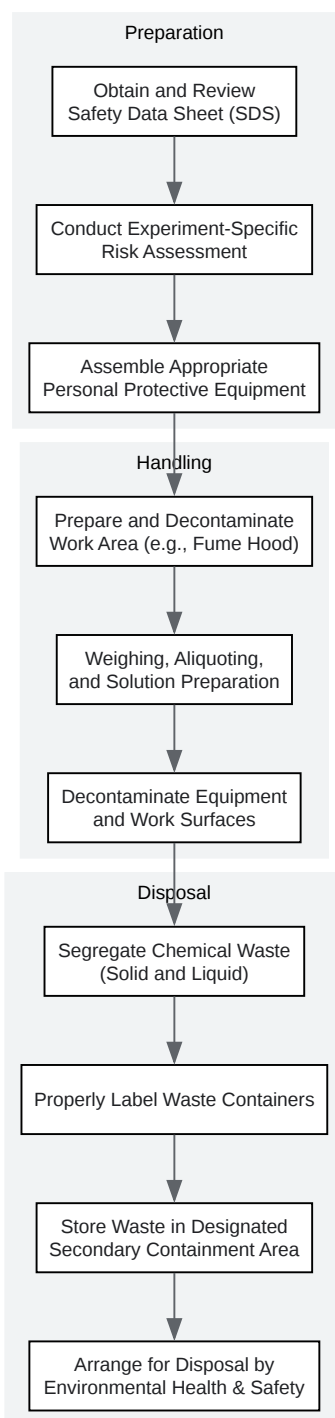 Preparation
Obtain and Review
Safety Data Sheet (SDS)
Conduct Experiment-Specific
Risk Assessment
Assemble Appropriate
Personal Protective Equipment
Handling
Prepare and Decontaminate
Work Area (e.g., Fume Hood)
Weighing, Aliquoting,
and Solution Preparation
Decontaminate Equipment
and Work Surfaces
Disposal
Segregate Chemical Waste
(Solid and Liquid)
Properly Label Waste Containers
Store Waste in Designated
Secondary Containment Area
Arrange for Disposal by
Environmental Health & Safety